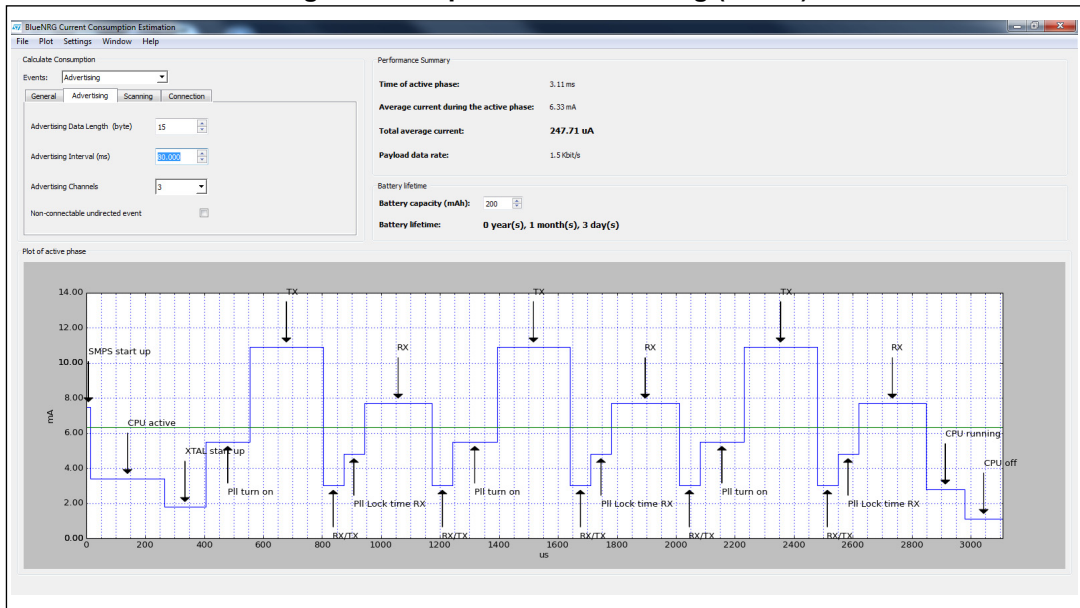 BlueNRG Current Consumption Estimation
File Plot Settings Window Help
Calculate Consumption
Events: Advertising
General Advertising Scanning Connection
Advertising Data Length (byte) 15
Advertising Interval (ms) 80.000
Advertising Channels 3
Non-connectable undirected event
Performance Summary
Time of active phase: 3.11 ms
Average current during the active phase: 6.33 mA
Total average current: 247.71 uA
Payload data rate: 1.5 Kbit/s
Battery lifetime
Battery capacity (mAh): 200
Battery lifetime: 0 year(s), 1 month(s), 3 day(s)
Plot of active phase
14.00
12.00
10.00
8.00
6.00
4.00
2.00
0.00
mA
SMPS start up
CPU active
XTAL start up
Pll turn on
TX
RX/TX
Pll Lock time RX
RX
RX/TX
Pll turn on
TX
RX/TX
Pll Lock time RX
RX
RX/TX
Pll turn on
TX
RX/TX
Pll Lock time RX
RX
CPU running
CPU off
0 200 400 600 800 1000 1200 1400 1600 1800 2000 2200 2400 2600 2800 3000
us